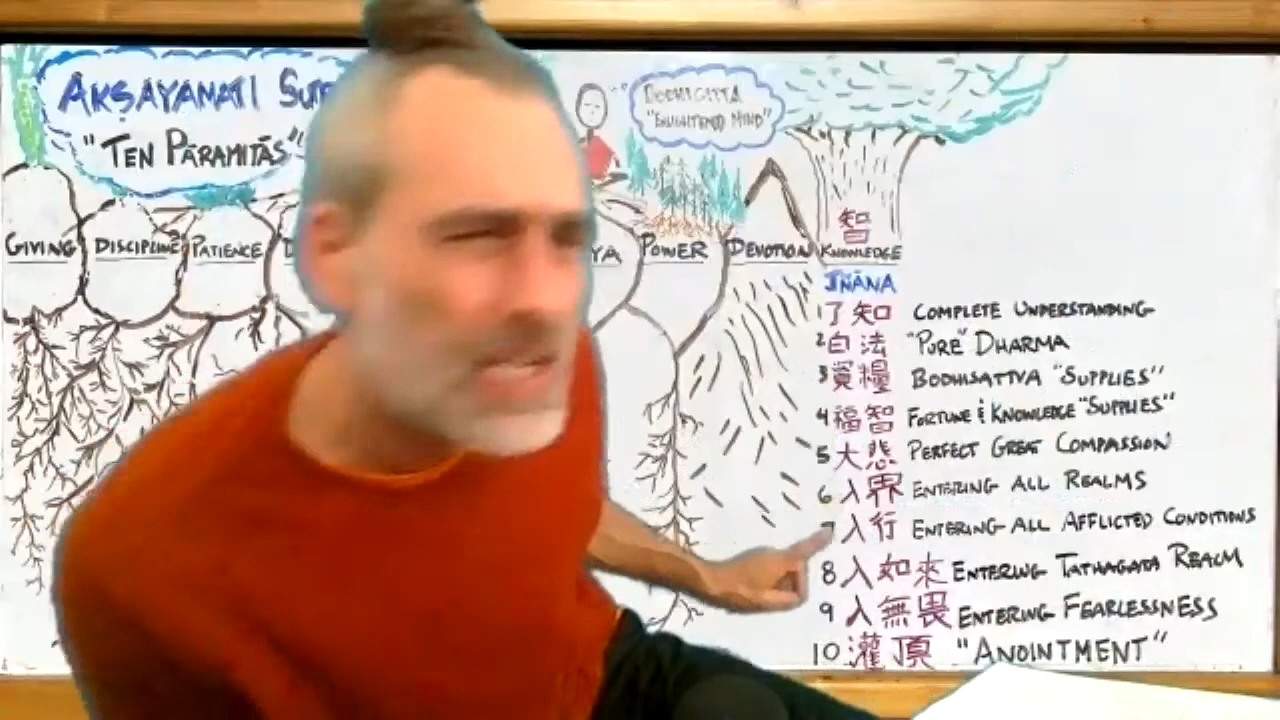 AKṢAYAMATI
"TEN PĀRAMITĀS"
BODHICITTA
"ENLIGHTENED MIND"
GIVING DISCIPLINE PATIENCE POWER DEVOTION KNOWLEDGE
智
JÑĀNA
1 了知 COMPLETE UNDERSTANDING
2 白法 "PURE" DHARMA
3 資糧 BODHISATTVA "SUPPLIES"
4 福智 FORTUNE & KNOWLEDGE "SUPPLIES"
5 大悲 PERFECT GREAT COMPASSION
6 入界 ENTERING ALL REALMS
7 入行 ENTERING ALL AFFLICTED CONDITIONS
8 入如來 ENTERING TATHAGATA REALM
9 入無畏 ENTERING FEARLESSNESS
10 灌頂 "ANOINTMENT"